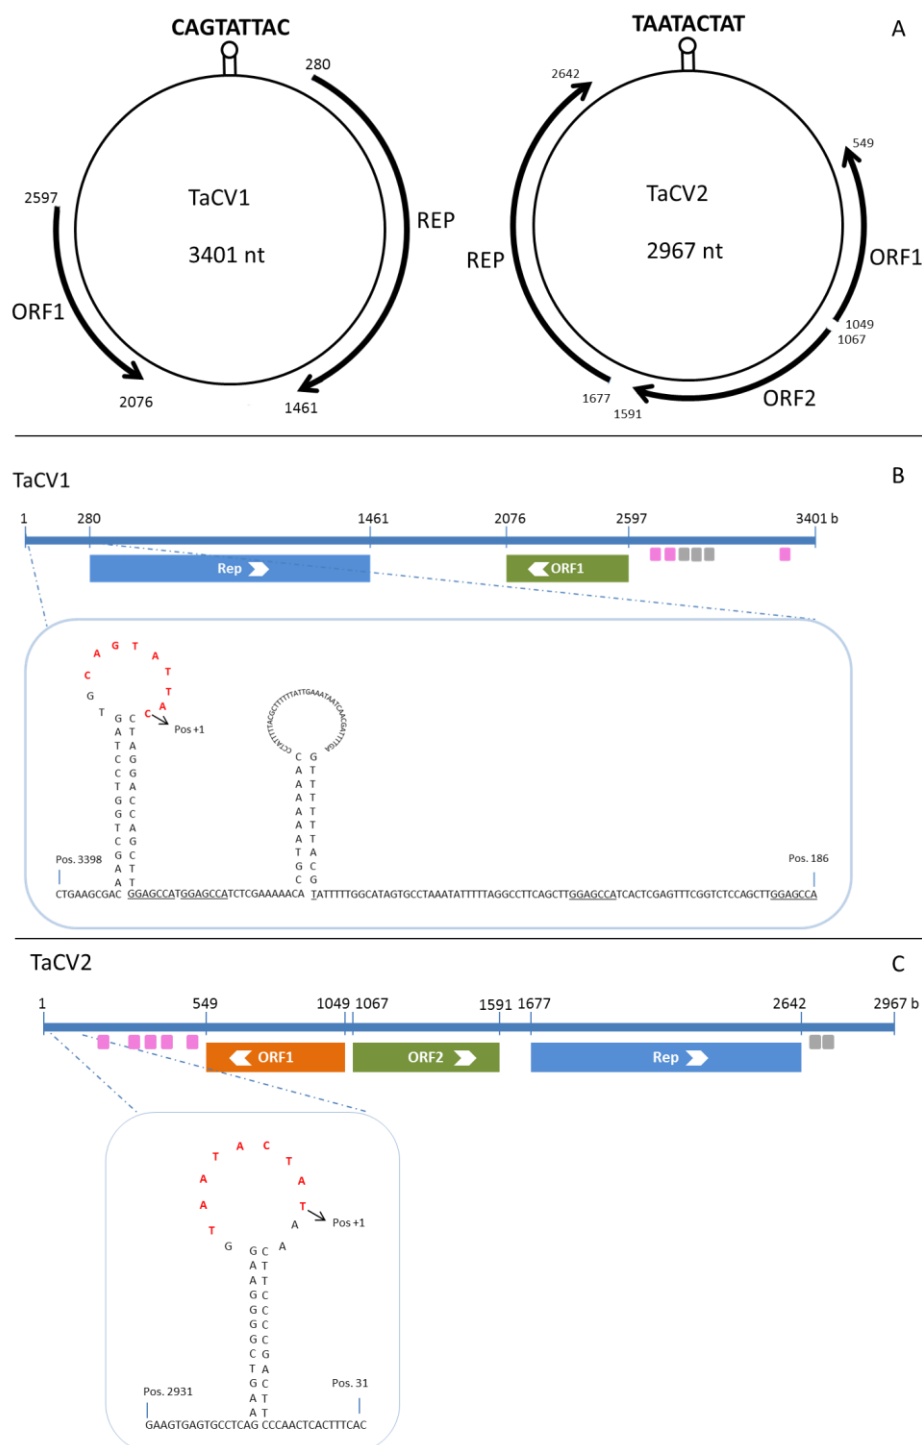 CAGTATTAC
TAATACTAT
A
280
2642
549
2597
TaCV1
TaCV2
REP
REP
3401 nt
2967 nt
ORF1
ORF1
1049
1067
2076
1461
1677
1591
ORF2
TaCV1
B
1 280 1461 2076 2597 3401 b
Rep
ORF1
C A G T A T T A C
G
T
Pos +1
G C
A T
T A
C G
C G
T A
G C
G C
T A
C G
G C
A T
A T
CCTATTTTACGCTTTTTTATTGAAATAATCAACGATTTGA
C G
A T
A T
A T
A T
A T
T A
G C
C G
Pos. 3398
Pos. 186
CTGAAGCGAC GGAGCCATGGAGCCATCTCGAAAAACA TATTTTTGGCATAGTGCCTAAATATTTTTAGGCCTTCAGCTTGGAGCCATCACTCGAGTTTCGGTCTCCAGCTTGGAGCCA
TaCV2
C
1 549 1049 1067 1591 1677 2642 2967 b
ORF1
ORF2
Rep
T A A T A C T A T
Pos +1
A
G A
G C
A T
A T
G C
G C
G C
G C
C G
T A
G C
A T
A T
Pos. 2931
Pos. 31
GAAGTGAGTGCCTCAG CCCAACTCACTTTCAC